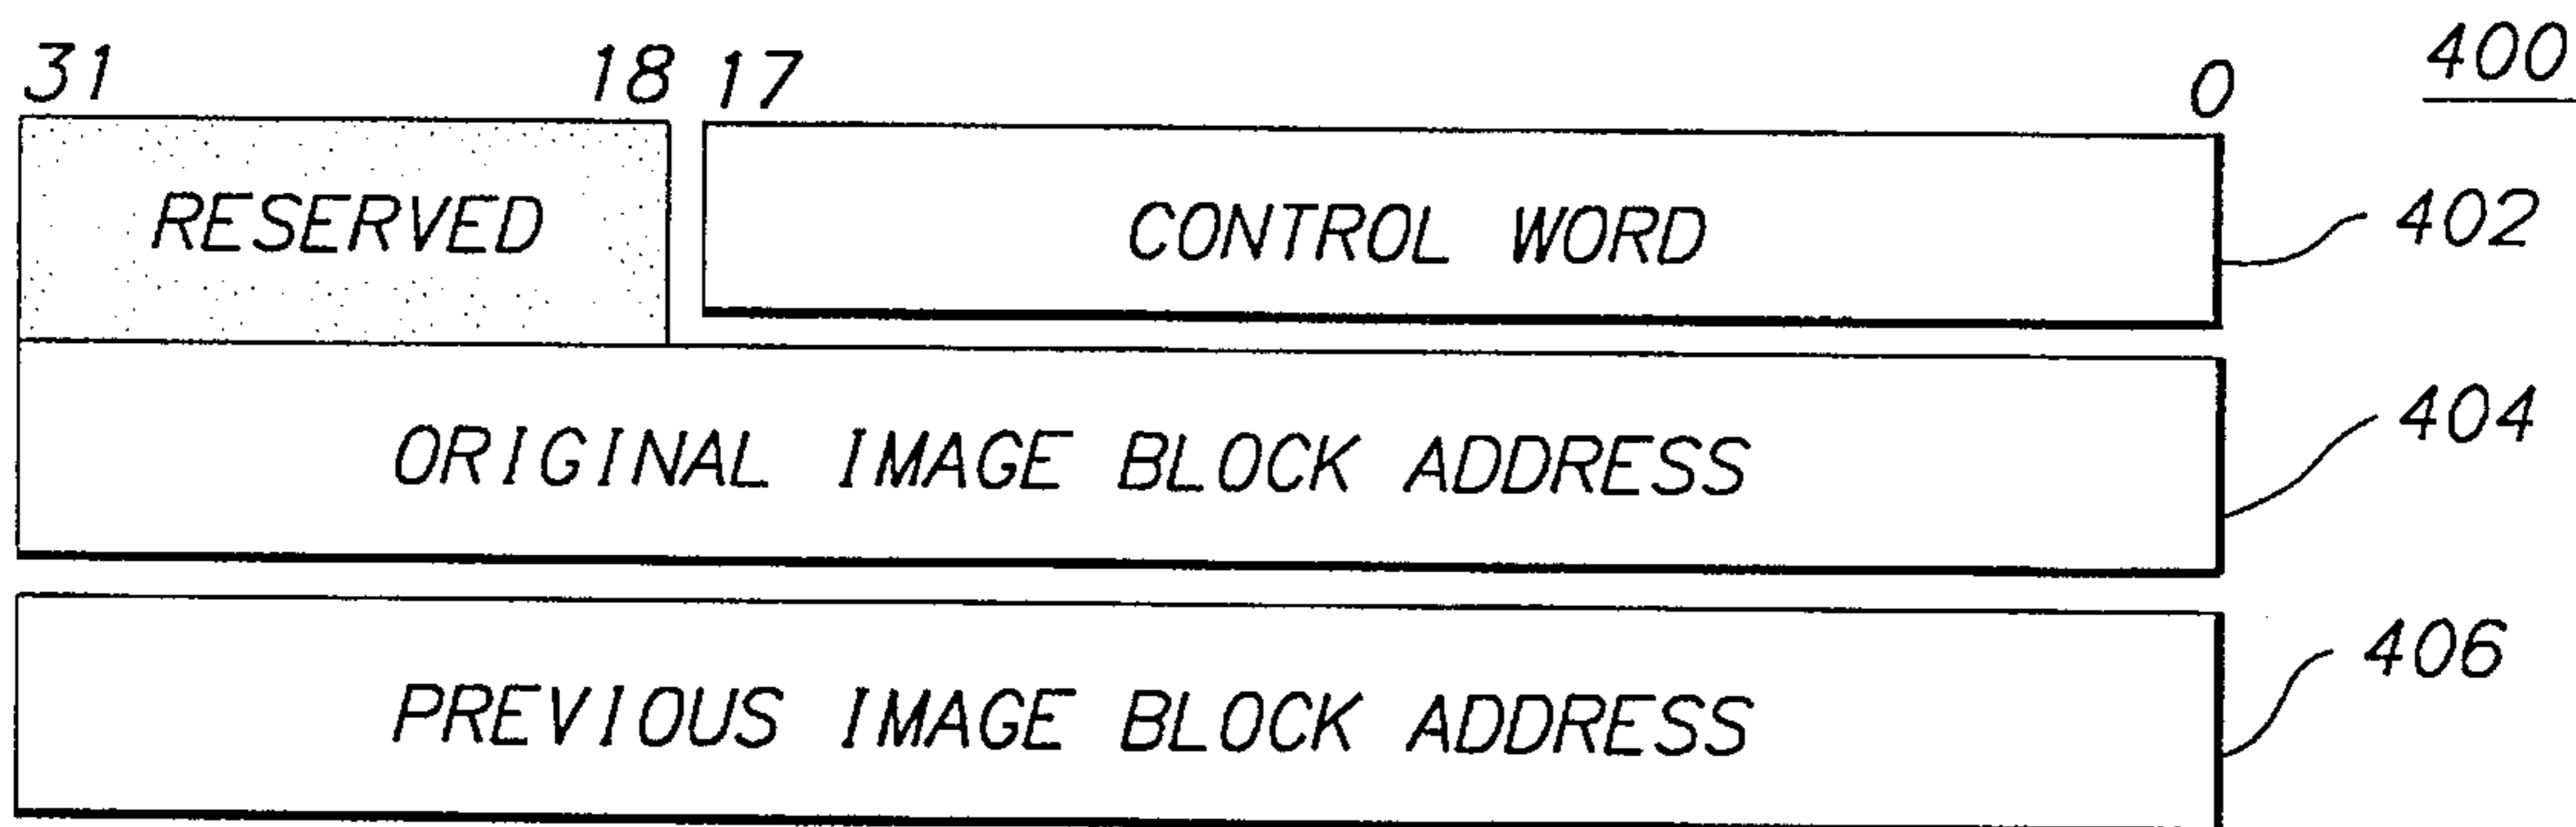 31 18 17 0 400
RESERVED CONTROL WORD 402
ORIGINAL IMAGE BLOCK ADDRESS 404
PREVIOUS IMAGE BLOCK ADDRESS 406